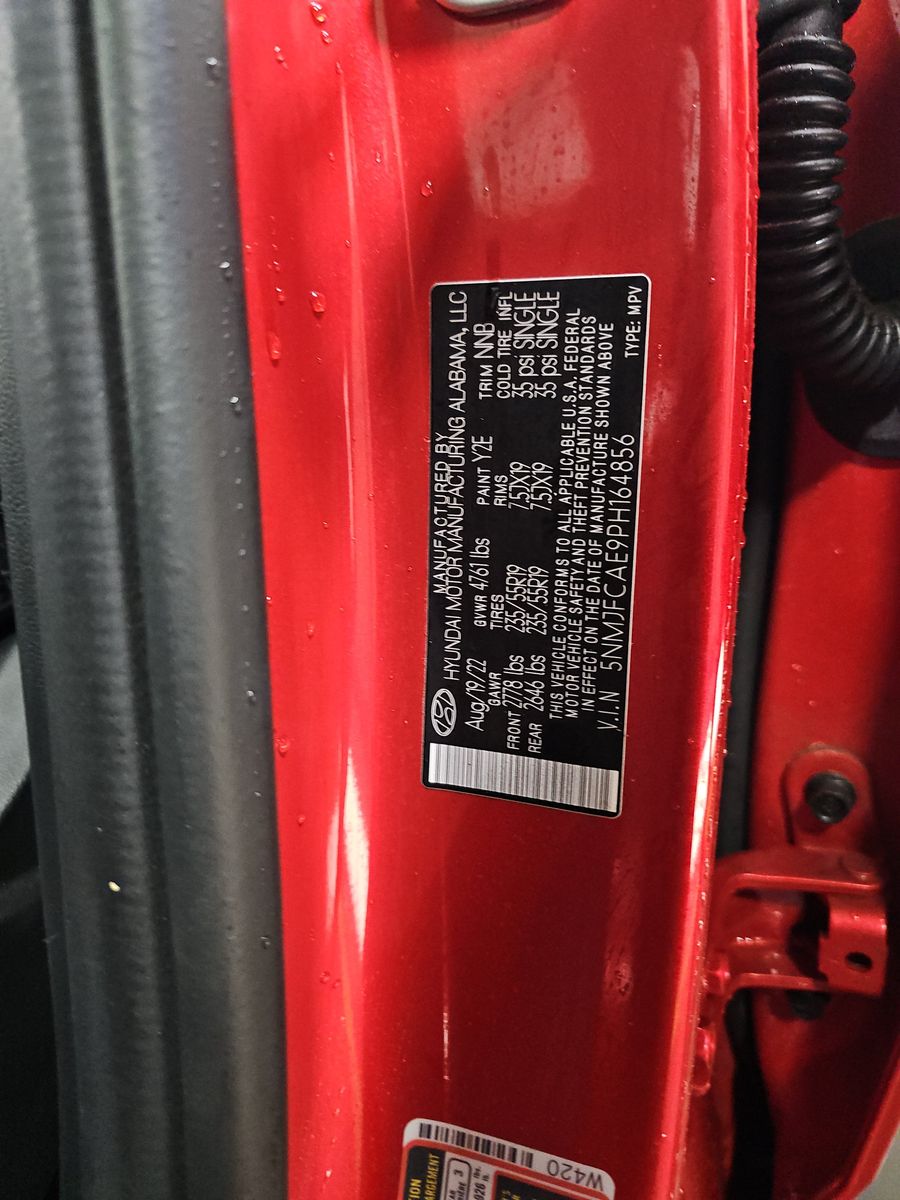 MANUFACTURED BY
HYUNDAI MOTOR MANUFACTURING ALABAMA, LLC
Aug/19/22 GVWR 4761 lbs PAINT Y2E TRIM NNB
GAWR TIRES RIMS COLD TIRE INFL
FRONT 2778 lbs 235/55R19 7.5JX19 35 psi SINGLE
REAR 2646 lbs 235/55R19 7.5JX19 35 psi SINGLE
THIS VEHICLE CONFORMS TO ALL APPLICABLE U.S.A. FEDERAL
MOTOR VEHICLE SAFETY AND THEFT PREVENTION STANDARDS
IN EFFECT ON THE DATE OF MANUFACTURE SHOWN ABOVE
V.I.N 5NMJFCAE9PH164856
TYPE: MPV
W420
3